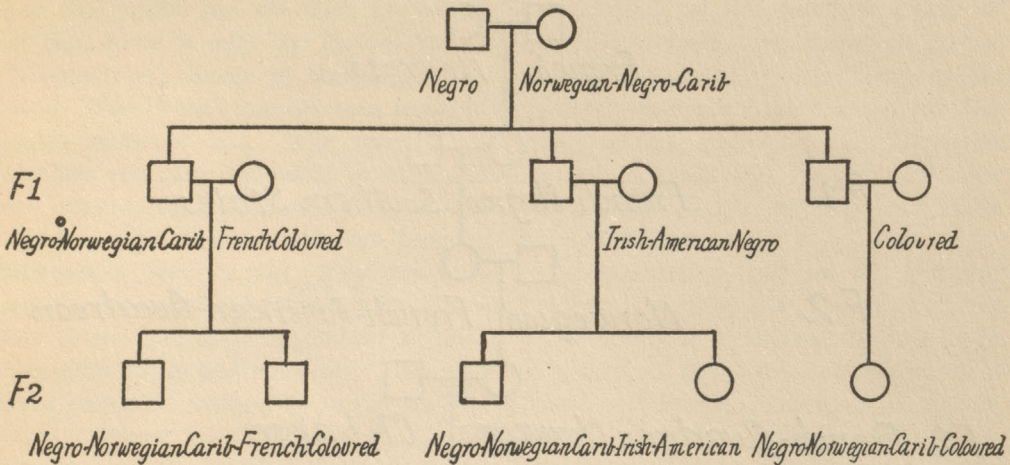 Negro Norwegian-Negro-Carib
F1
Negro-Norwegian Carib French Coloured Irish-American Negro Coloured
F2
Negro-Norwegian Carib-French-Coloured Negro-Norwegian Carib-Irish-American Negro Norwegian Carib-Coloured